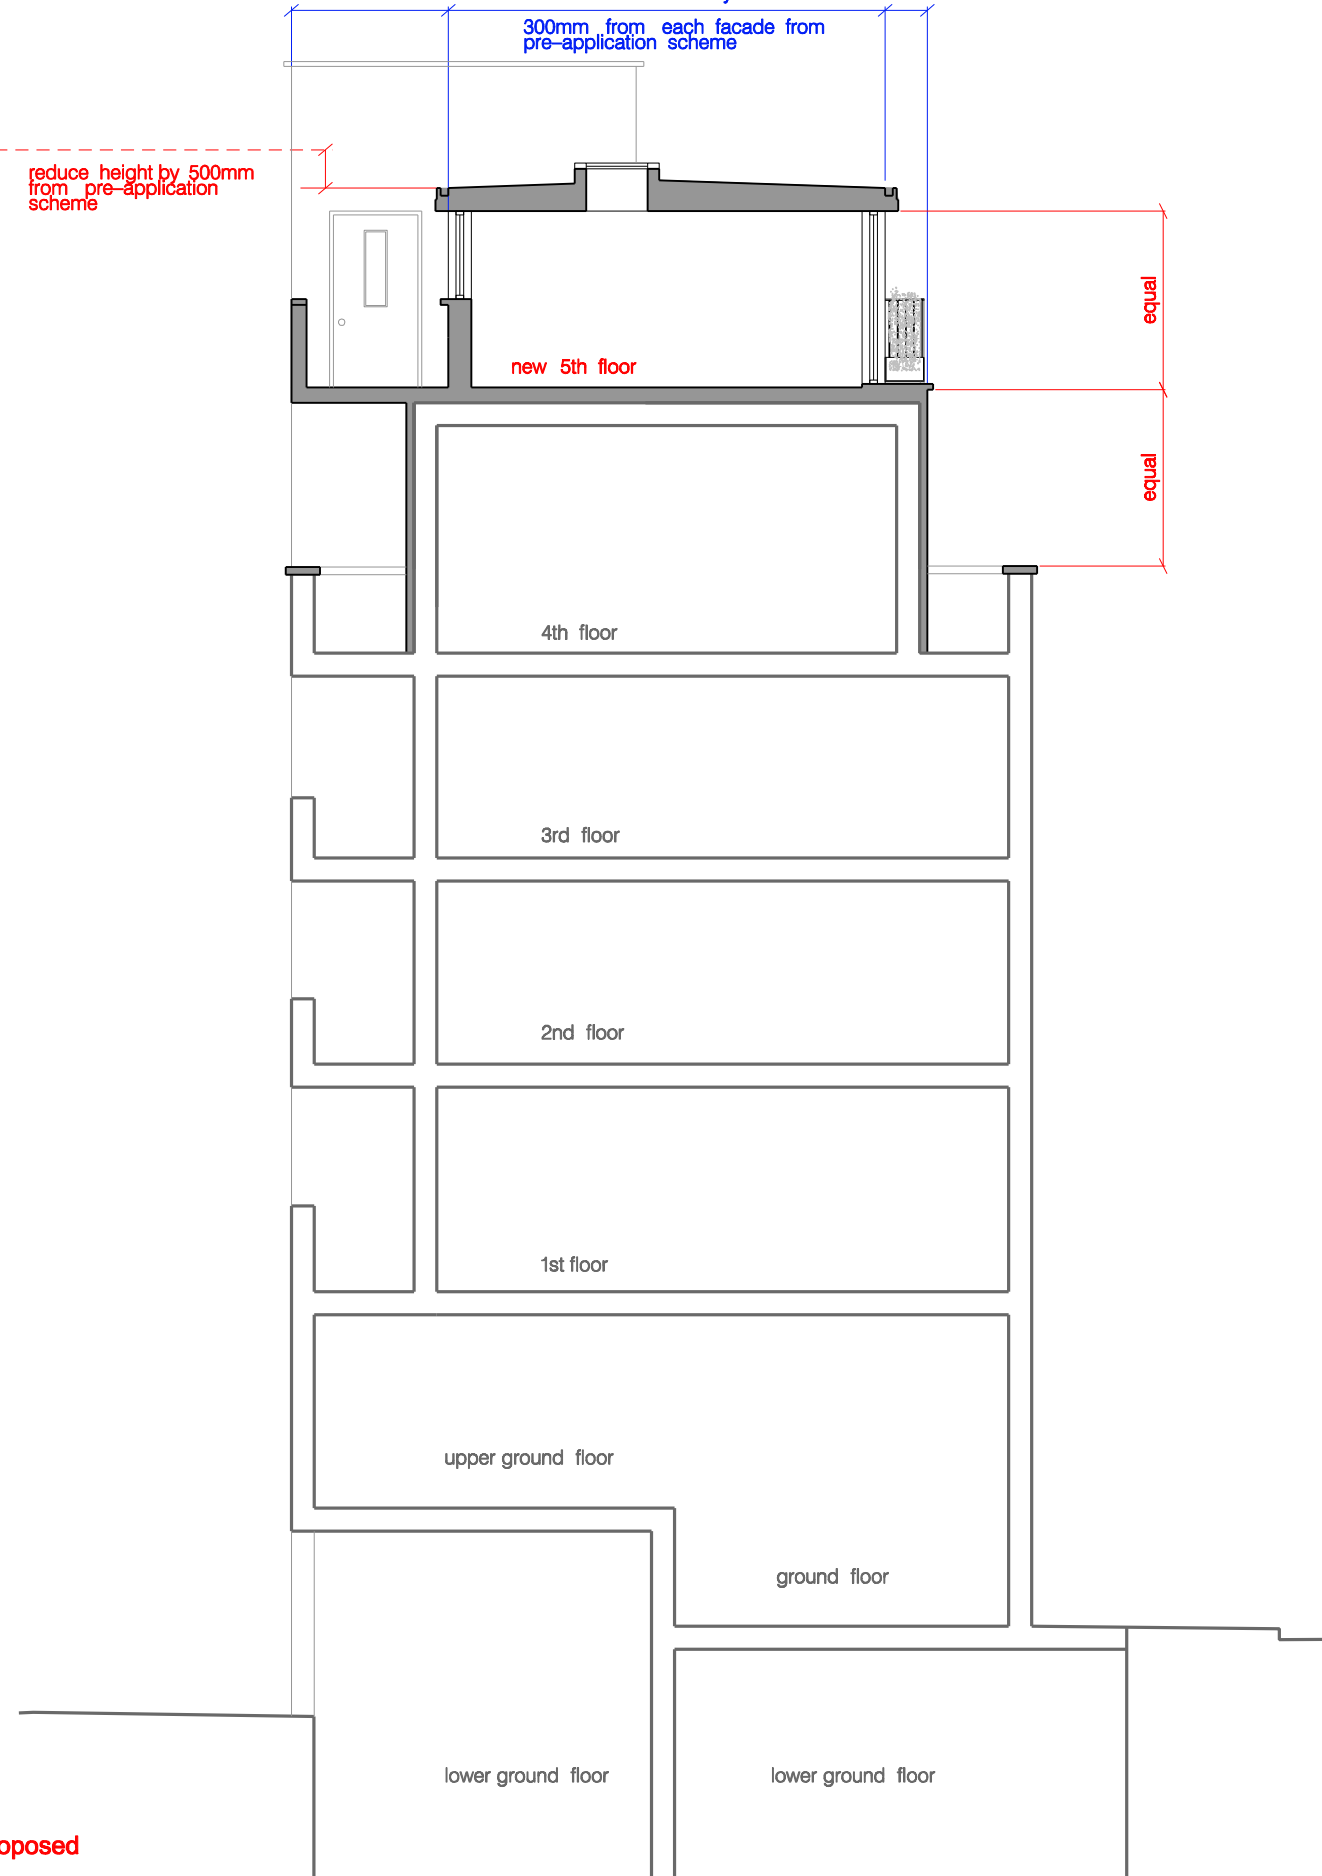 300mm from each facade from
pre–application scheme
reduce height by 500mm
from pre–application
scheme
equal
new 5th floor
equal
4th floor
3rd floor
2nd floor
1st floor
upper ground floor
ground floor
lower ground floor
lower ground floor
oposed